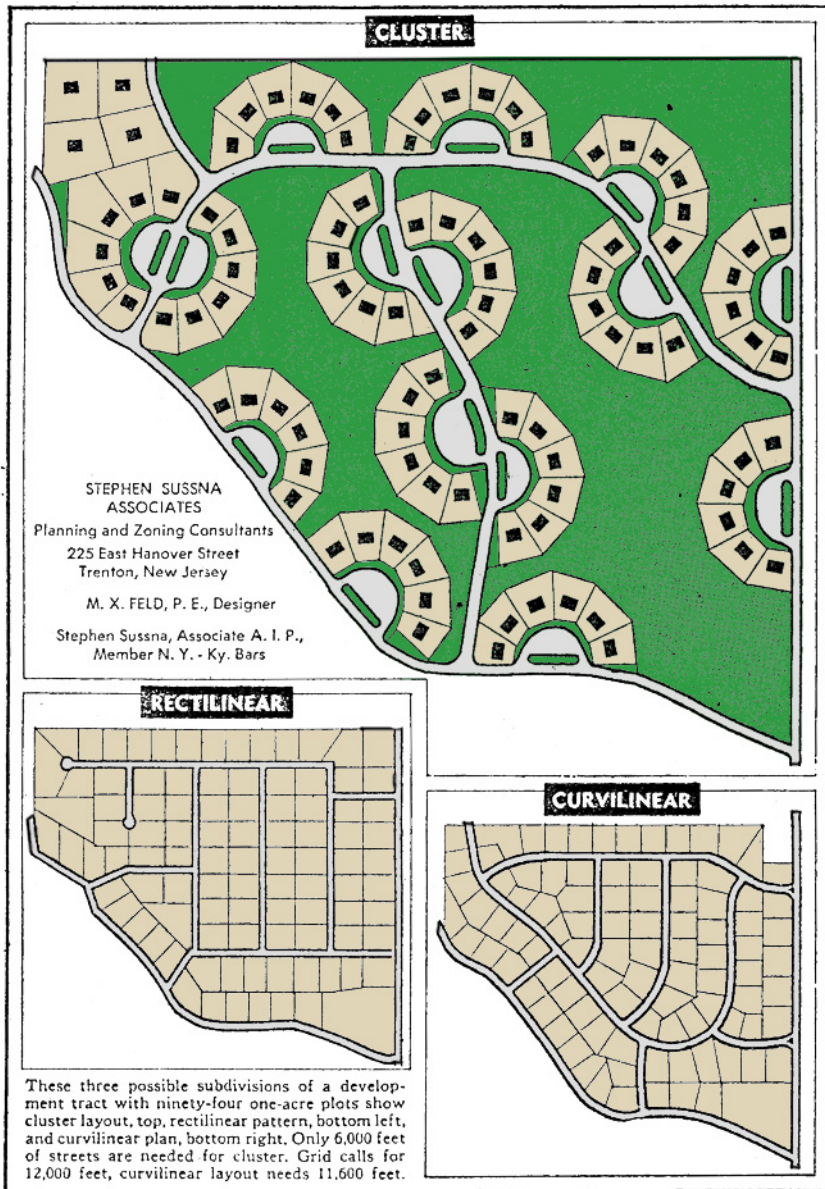 CLUSTER
STEPHEN SUSSNA
ASSOCIATES
Planning and Zoning Consultants
225 East Hanover Street
Trenton, New Jersey
M. X. FELD, P. E., Designer
Stephen Sussna, Associate A. I. P.,
Member N. Y. - Ky. Bars
RECTILINEAR
CURVILINEAR
These three possible subdivisions of a develop-
ment tract with ninety-four one-acre plots show
cluster layout, top, rectilinear pattern, bottom left,
and curvilinear plan, bottom right. Only 6,000 feet
of streets are needed for cluster. Grid calls for
12,000 feet, curvilinear layout needs 11,600 feet.